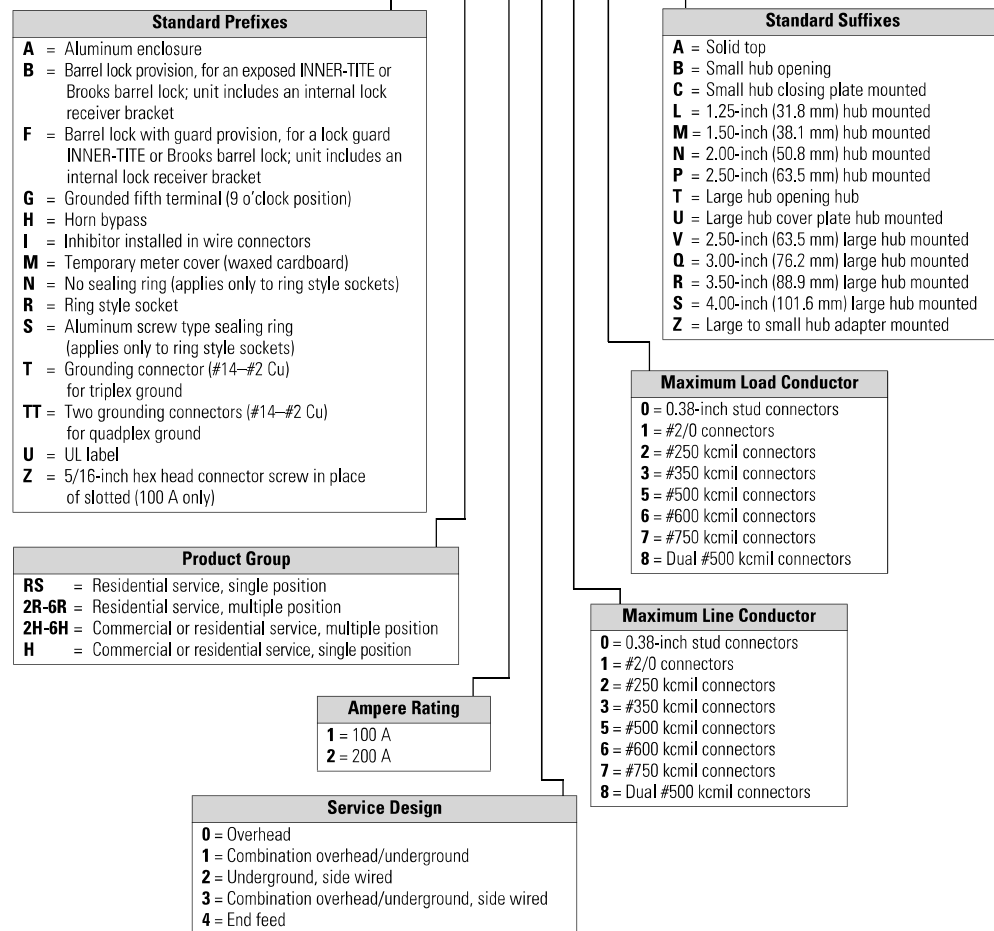 Standard Prefixes
A = Aluminum enclosure
B = Barrel lock provision, for an exposed INNER-TITE or
Brooks barrel lock; unit includes an internal lock
receiver bracket
F = Barrel lock with guard provision, for a lock guard
INNER-TITE or Brooks barrel lock; unit includes an
internal lock receiver bracket
G = Grounded fifth terminal (9 o'clock position)
H = Horn bypass
I = Inhibitor installed in wire connectors
M = Temporary meter cover (waxed cardboard)
N = No sealing ring (applies only to ring style sockets)
R = Ring style socket
S = Aluminum screw type sealing ring
(applies only to ring style sockets)
T = Grounding connector (#14–#2 Cu)
for triplex ground
TT = Two grounding connectors (#14–#2 Cu)
for quadplex ground
U = UL label
Z = 5/16-inch hex head connector screw in place
of slotted (100 A only)
Standard Suffixes
A = Solid top
B = Small hub opening
C = Small hub closing plate mounted
L = 1.25-inch (31.8 mm) hub mounted
M = 1.50-inch (38.1 mm) hub mounted
N = 2.00-inch (50.8 mm) hub mounted
P = 2.50-inch (63.5 mm) hub mounted
T = Large hub opening hub
U = Large hub cover plate hub mounted
V = 2.50-inch (63.5 mm) large hub mounted
Q = 3.00-inch (76.2 mm) large hub mounted
R = 3.50-inch (88.9 mm) large hub mounted
S = 4.00-inch (101.6 mm) large hub mounted
Z = Large to small hub adapter mounted
Maximum Load Conductor
0 = 0.38-inch stud connectors
1 = #2/0 connectors
2 = #250 kcmil connectors
3 = #350 kcmil connectors
5 = #500 kcmil connectors
6 = #600 kcmil connectors
7 = #750 kcmil connectors
8 = Dual #500 kcmil connectors
Product Group
RS = Residential service, single position
2R-6R = Residential service, multiple position
2H-6H = Commercial or residential service, multiple position
H = Commercial or residential service, single position
Maximum Line Conductor
0 = 0.38-inch stud connectors
1 = #2/0 connectors
2 = #250 kcmil connectors
3 = #350 kcmil connectors
5 = #500 kcmil connectors
6 = #600 kcmil connectors
7 = #750 kcmil connectors
8 = Dual #500 kcmil connectors
Ampere Rating
1 = 100 A
2 = 200 A
Service Design
0 = Overhead
1 = Combination overhead/underground
2 = Underground, side wired
3 = Combination overhead/underground, side wired
4 = End feed